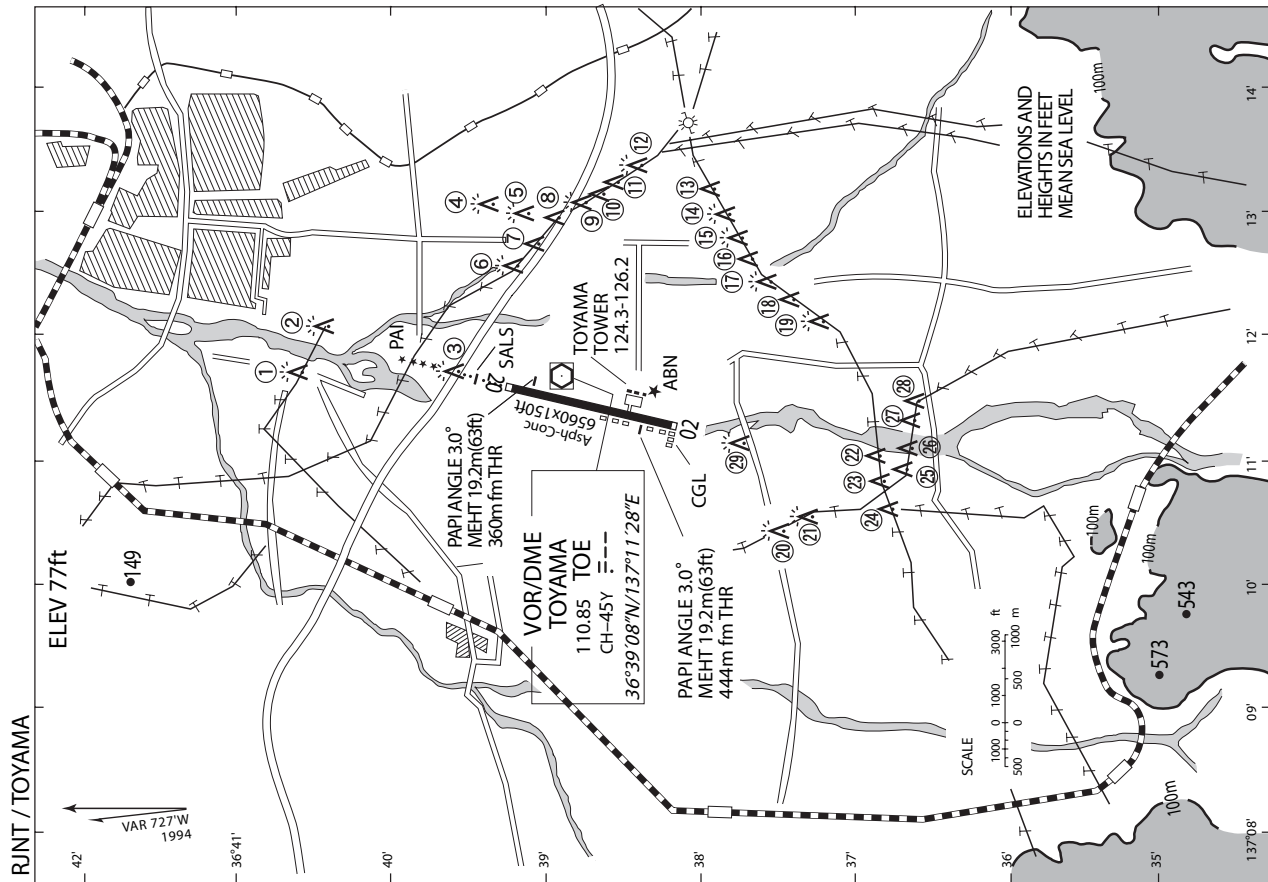 RJNT / TOYAMA
VAR 727'W
1994
ELEV 77ft
149
1
2
3
4
5
6
7
8
9
10
11
12
13
14
15
16
17
18
19
20
21
22
23
24
25
26
27
28
29
PAI
SALS
20
02
PAPI ANGLE 3.0°
MEHT 19.2m(63ft)
360m fm THR
Asph-Conc
6560x150ft
TOYAMA
TOWER
124.3-126.2
ABN
CGL
VOR/DME
TOYAMA
110.85 TOE
CH–45Y
36°39´08"N/137°11´28"E
PAPI ANGLE 3.0°
MEHT 19.2m(63ft)
444m fm THR
ELEVATIONS AND
HEIGHTS IN FEET
MEAN SEA LEVEL
SCALE
1000 0 1000 3000 ft
500 0 500 1000 m
573
543
100m
100m
100m
100m
42'
36°41'
40'
39'
38'
37'
36'
35'
137°08'
09'
10'
11'
12'
13'
14'